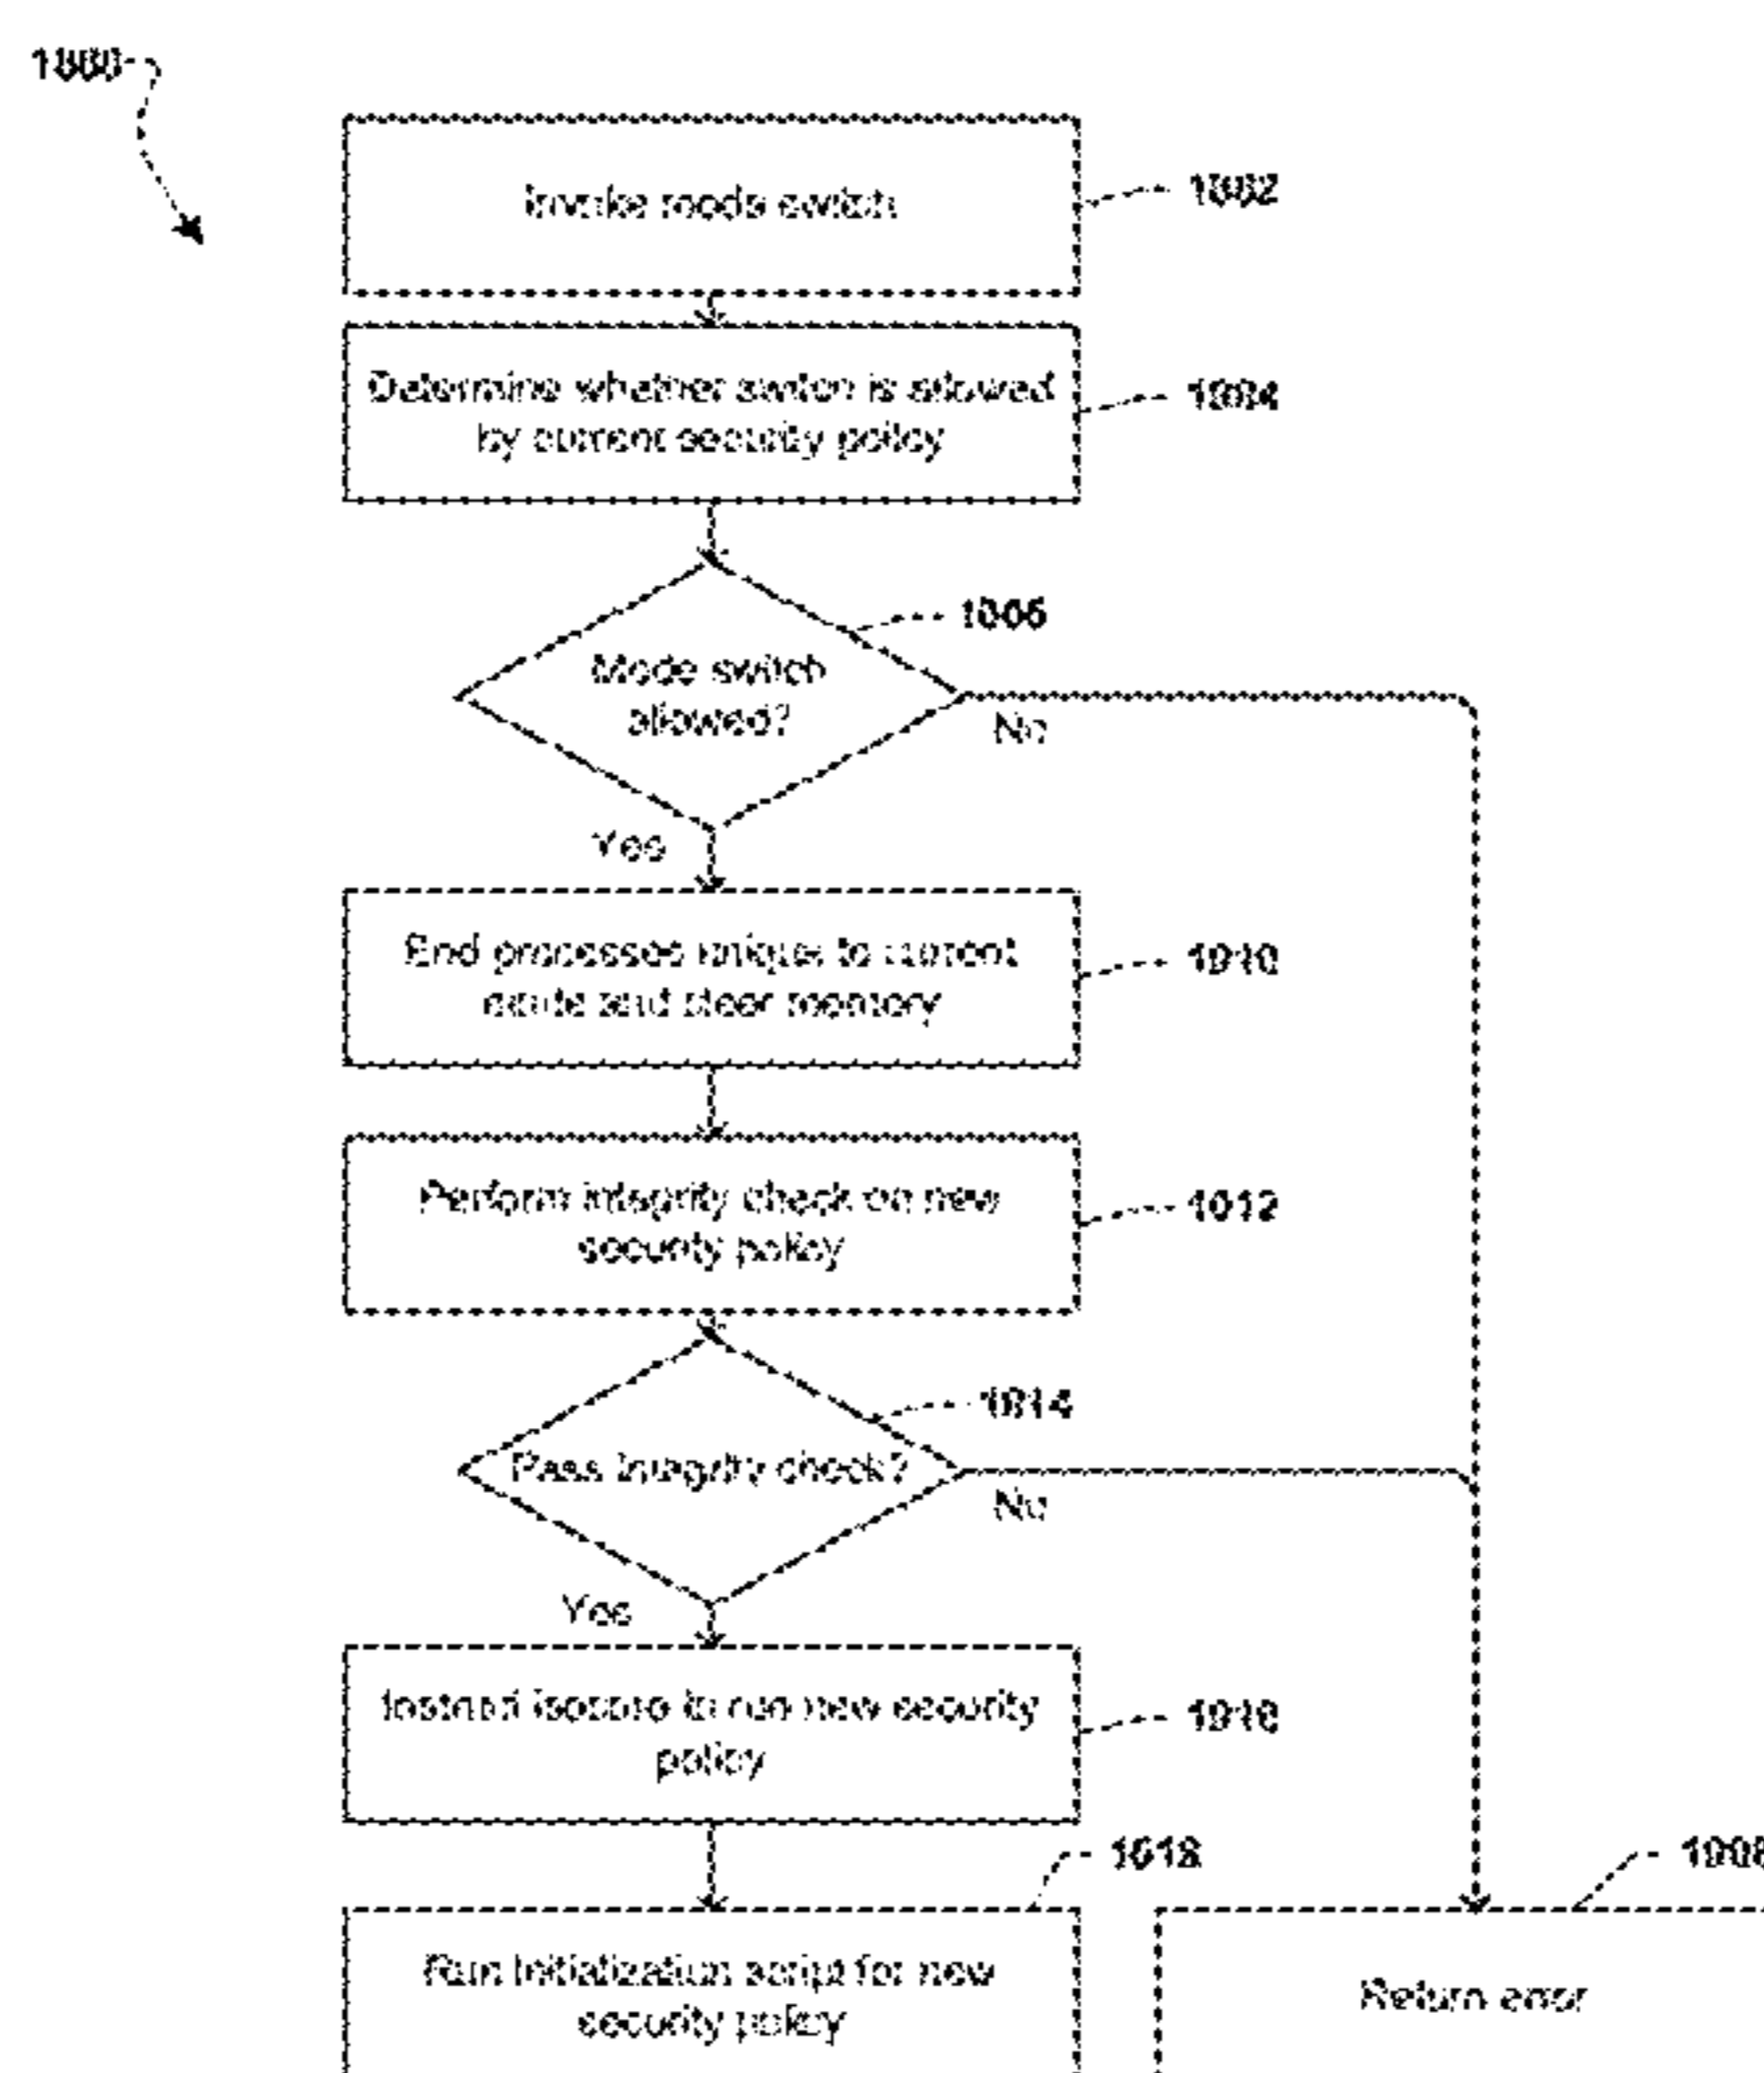 1000
Invoke mode switch
1002
Determine whether switch is allowed
by current security policy
1004
1006
Mode switch
allowed?
No
Yes
End processes unique to current
mode and clear memory
1010
Perform integrity check on new
security policy
1012
1014
Pass integrity check?
No
Yes
Instruct to run new security
policy
1016
1018
1008
Run initialization script for new
security policy
Return error